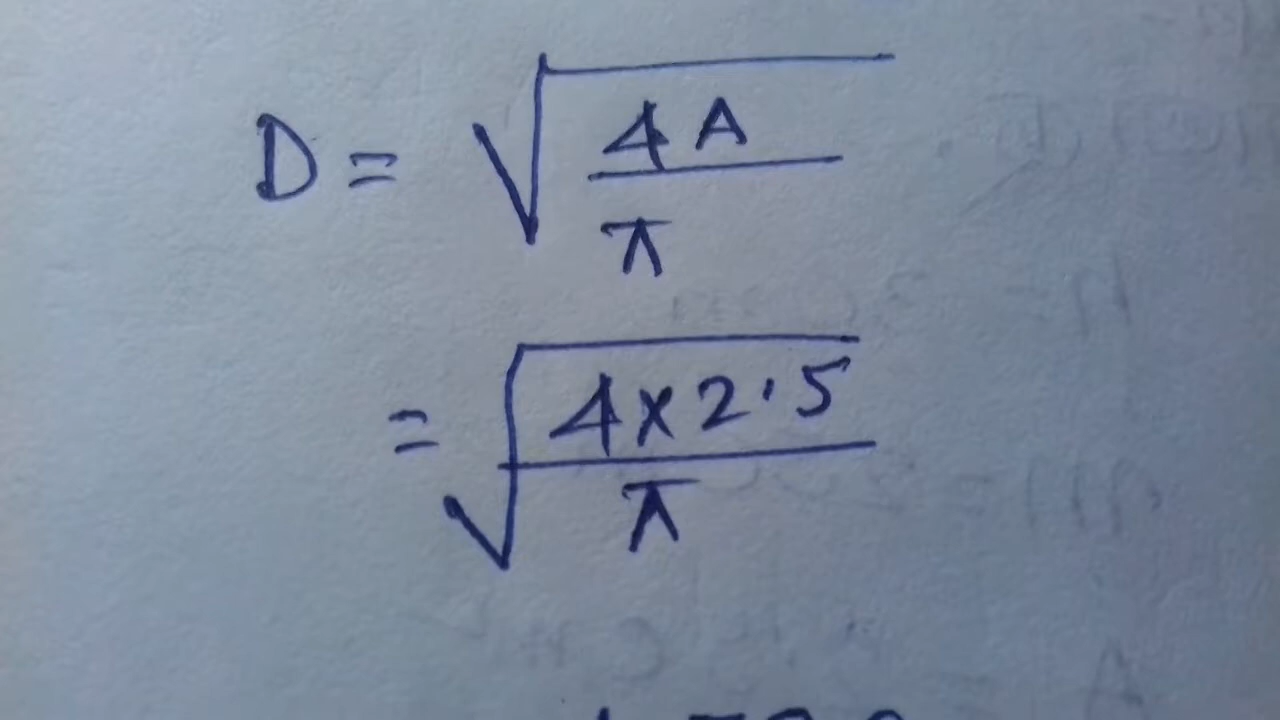 D = √(4A/π)
= √(4×2.5/π)